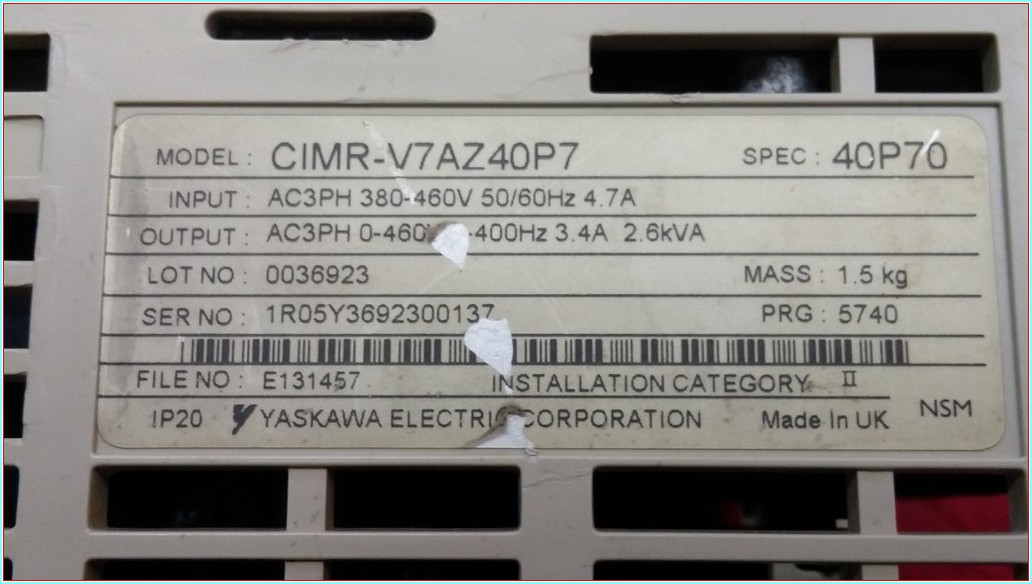 MODEL : CIMR-V7AZ40P7 SPEC : 40P70
INPUT : AC3PH 380-460V 50/60Hz 4.7A
OUTPUT : AC3PH 0-460 -400Hz 3.4A 2.6kVA
LOT NO : 0036923 MASS : 1.5 kg
SER NO : 1R05Y3692300137 PRG : 5740
FILE NO : E131457 INSTALLATION CATEGORY II
IP20 YASKAWA ELECTRIC CORPORATION Made In UK NSM